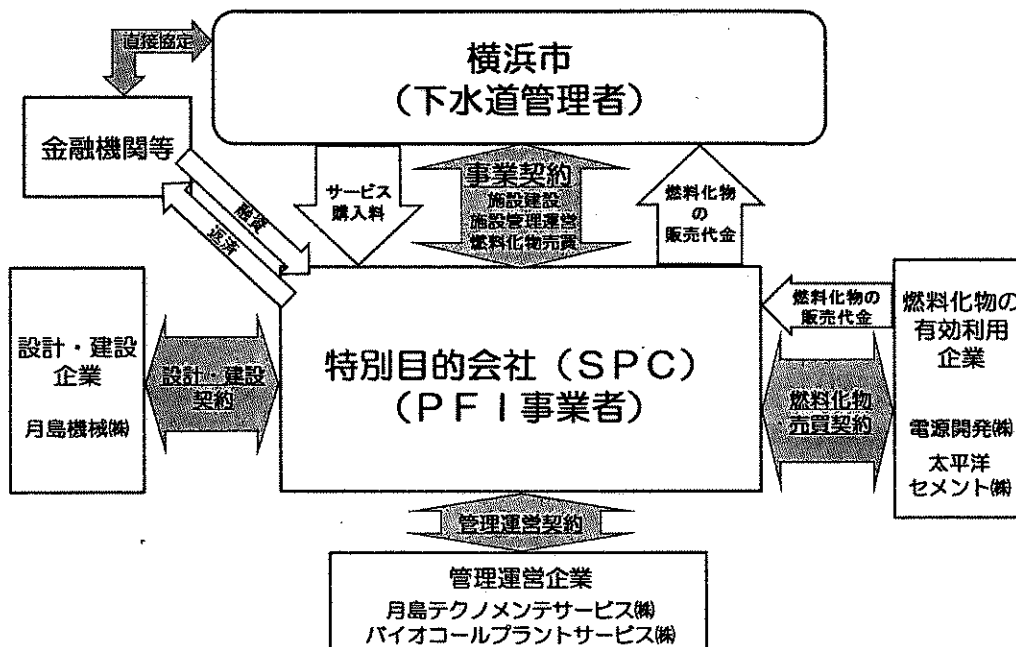 直接協定
横浜市
（下水道管理者）
金融機関等
融資
返済
サービス
購入料
事業契約
施設建設
施設管理運営
燃料化物売買
燃料化物
の
販売代金
設計・建設
企業
月島機械㈱
設計・建設
契約
特別目的会社（ＳＰＣ）
（ＰＦＩ事業者）
燃料化物の
販売代金
燃料化物
売買契約
燃料化物の
有効利用
企業
電源開発㈱
太平洋
セメント㈱
管理運営契約
管理運営企業
月島テクノメンテサービス㈱
バイオコールプラントサービス㈱